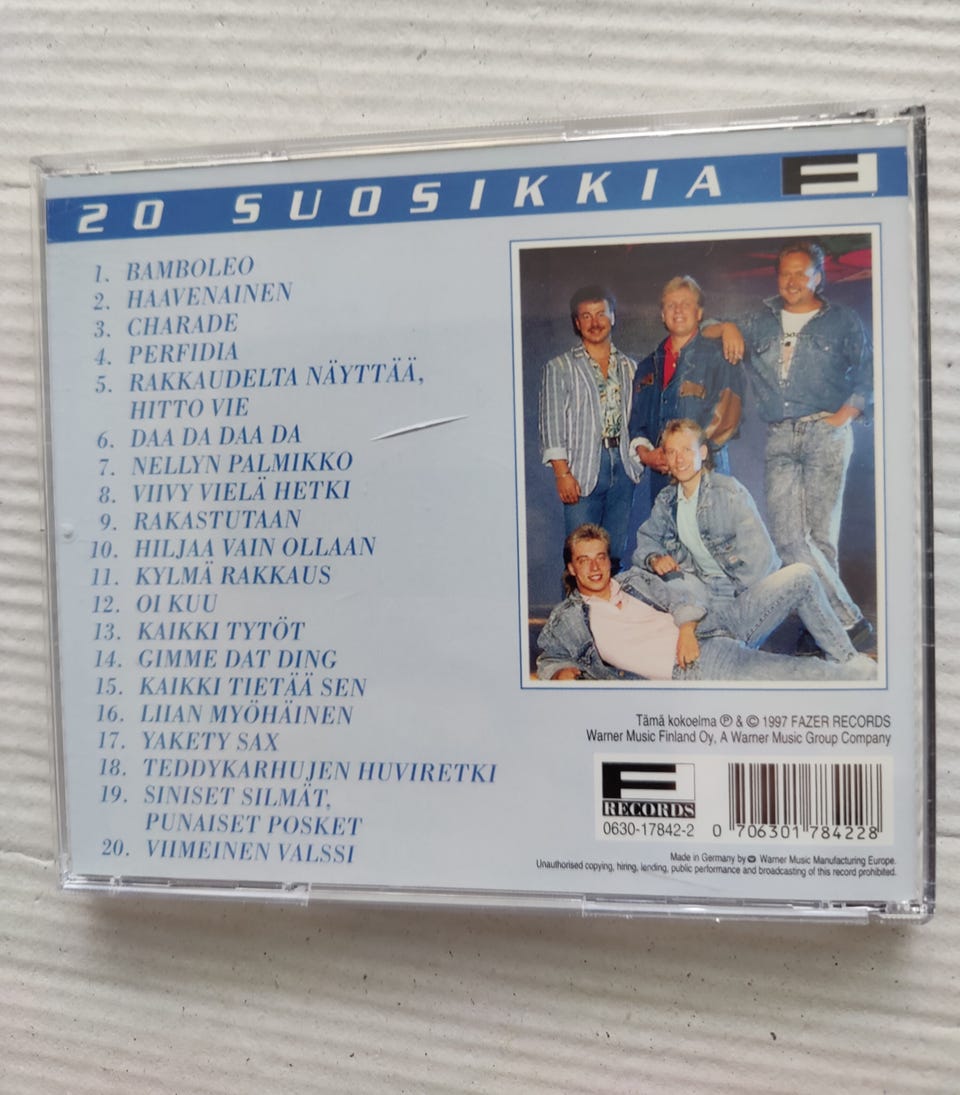 20 SUOSIKKIA F
1. BAMBOLEO
2. HAAVENAINEN
3. CHARADE
4. PERFIDIA
5. RAKKAUDELTA NÄYTTÄÄ,
HITTO VIE
6. DAA DA DAA DA
7. NELLYN PALMIKKO
8. VIIVY VIELÄ HETKI
9. RAKASTUTAAN
10. HILJAA VAIN OLLAAN
11. KYLMÄ RAKKAUS
12. OI KUU
13. KAIKKI TYTÖT
14. GIMME DAT DING
15. KAIKKI TIETÄÄ SEN
16. LIIAN MYÖHÄINEN
17. YAKETY SAX
18. TEDDYKARHUJEN HUVIRETKI
19. SINISET SILMÄT,
PUNAISET POSKET
20. VIIMEINEN VALSSI
Tämä kokoelma ℗ & © 1997 FAZER RECORDS
Warner Music Finland Oy, A Warner Music Group Company
F
RECORDS
0630-17842-2
0 706301 784228
Made in Germany by Warner Music Manufacturing Europe.
Unauthorised copying, hiring, lending, public performance and broadcasting of this record prohibited.